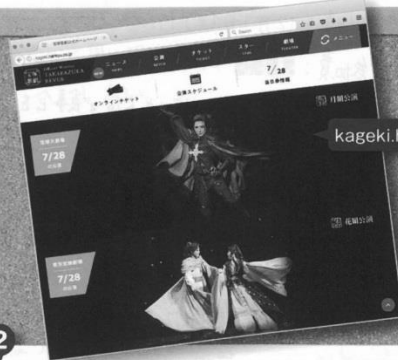 kageki.h
ニュース
公演
チケット
スター
劇場
メニュー
TAKARAZUKA
REVUE
オンラインチケット
公演スケジュール
7/28
当日券情報
月組公演
宝塚大劇場
7/28
花組公演
東京宝塚劇場
7/28
2